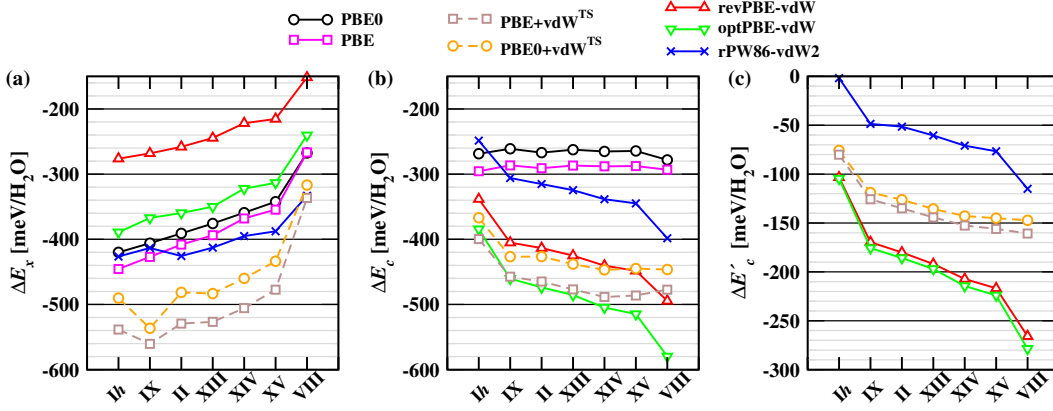 PBE0
PBE
PBE+vdW^TS
PBE0+vdW^TS
revPBE-vdW
optPBE-vdW
rPW86-vdW2
(a)
ΔE_x [meV/H_2O]
-200
-300
-400
-500
-600
Ih
IX
II
XIII
XIV
XV
VIII
(b)
ΔE_c [meV/H_2O]
-200
-300
-400
-500
-600
Ih
IX
II
XIII
XIV
XV
VIII
(c)
ΔE´_c [meV/H_2O]
0
-50
-100
-150
-200
-250
-300
Ih
IX
II
XIII
XIV
XV
VIII